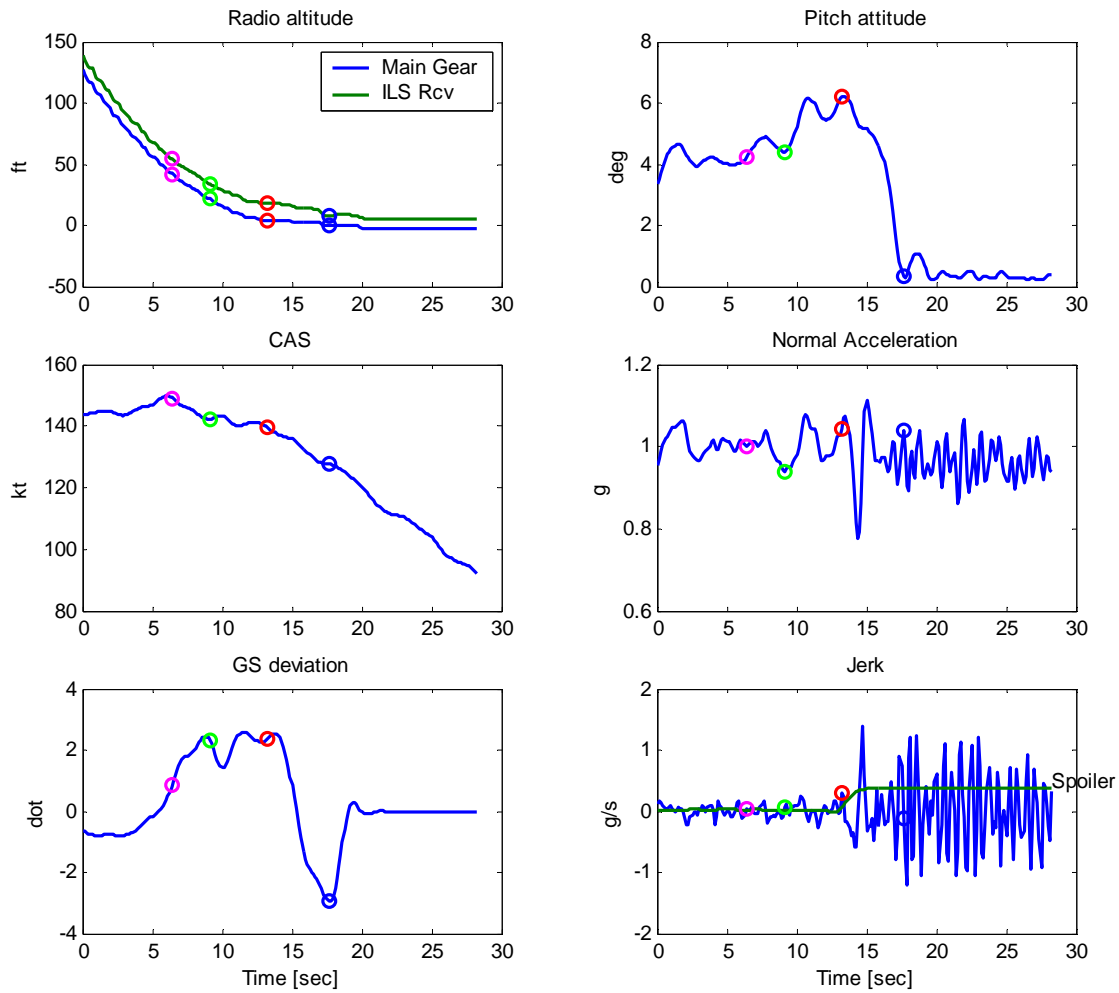 Radio altitude
150
100
50
0
-50
ft
Main Gear
ILS Rcv
0 5 10 15 20 25 30
Pitch attitude
8
6
4
2
0
deg
0 5 10 15 20 25 30
CAS
160
140
120
100
80
kt
0 5 10 15 20 25 30
Normal Acceleration
1.2
1
0.8
0.6
g
0 5 10 15 20 25 30
GS deviation
4
2
0
-2
-4
dot
0 5 10 15 20 25 30
Time [sec]
Jerk
2
1
0
-1
-2
g/s
Spoiler
0 5 10 15 20 25 30
Time [sec]